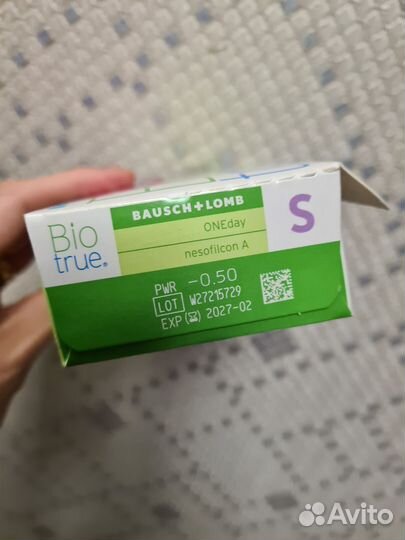 Bio
true®
BAUSCH+LOMB
ONEday
nesofilcon A
S
PWR -0.50
LOT W27215729
EXP 2027-02
Avito